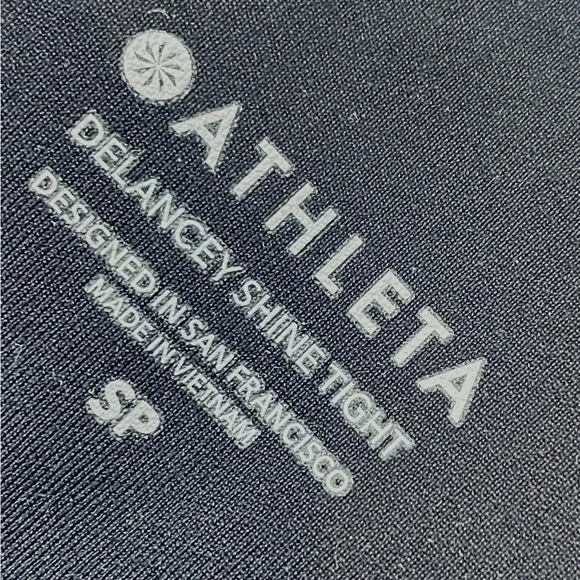 ATHLETA
DELANCEY SHINE TIGHT
DESIGNED IN SAN FRANCISCO
MADE IN VIETNAM
SP